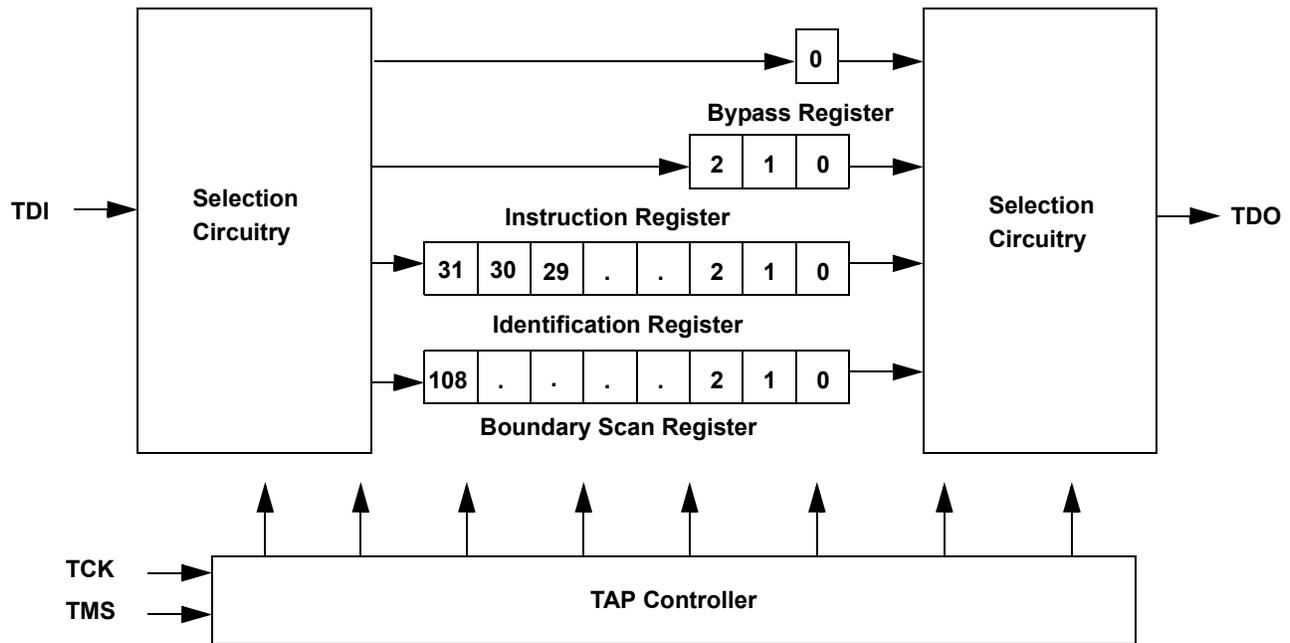 0
Bypass Register
2 1 0
Selection
Circuitry
Selection
Circuitry
TDI
TDO
Instruction Register
31 30 29 . . 2 1 0
Identification Register
108 . . . . 2 1 0
Boundary Scan Register
TCK
TMS
TAP Controller